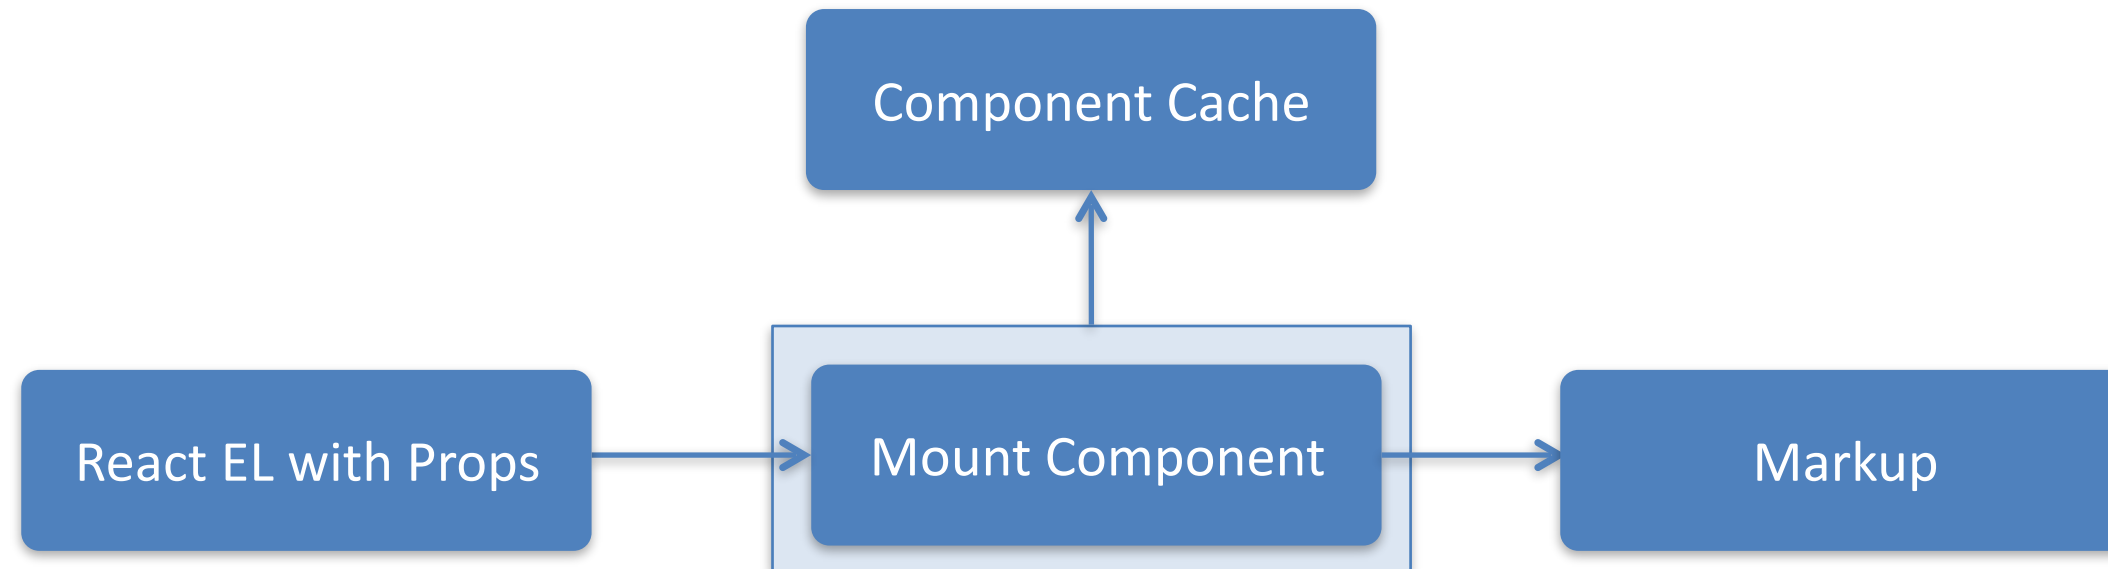 Component Cache
React EL with Props
Mount Component
Markup